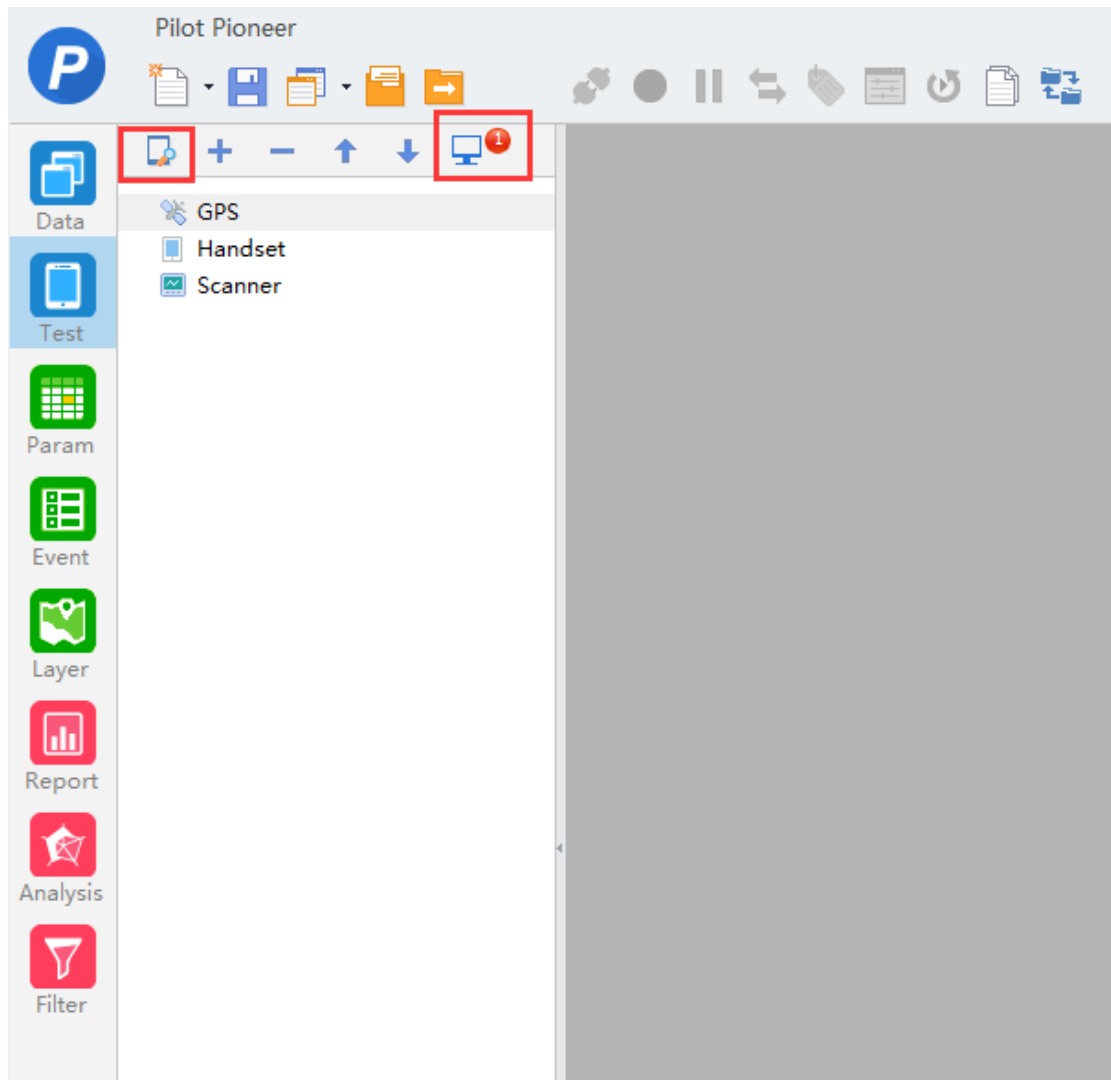 Pilot Pioneer
P
1
Data
GPS
Handset
Scanner
Test
Param
Event
Layer
Report
Analysis
Filter